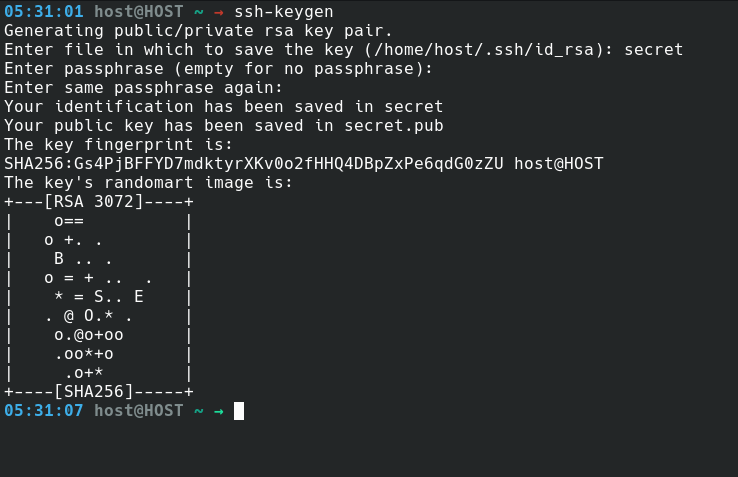 05:31:01 host@HOST ~ → ssh-keygen
Generating public/private rsa key pair.
Enter file in which to save the key (/home/host/.ssh/id_rsa): secret
Enter passphrase (empty for no passphrase):
Enter same passphrase again:
Your identification has been saved in secret
Your public key has been saved in secret.pub
The key fingerprint is:
SHA256:Gs4PjBFFYD7mdktyrXKv0o2fHHQ4DBpZxPe6qdG0zZU host@HOST
The key's randomart image is:
+---[RSA 3072]----+
|    o==          |
|   o +. .        |
|    B .. .       |
|   o = + ..  .   |
|    * = S.. E    |
|   . @ O.* .     |
|    o.@o+oo      |
|    .oo*+o       |
|     .o+*        |
+----[SHA256]-----+
05:31:07 host@HOST ~ →